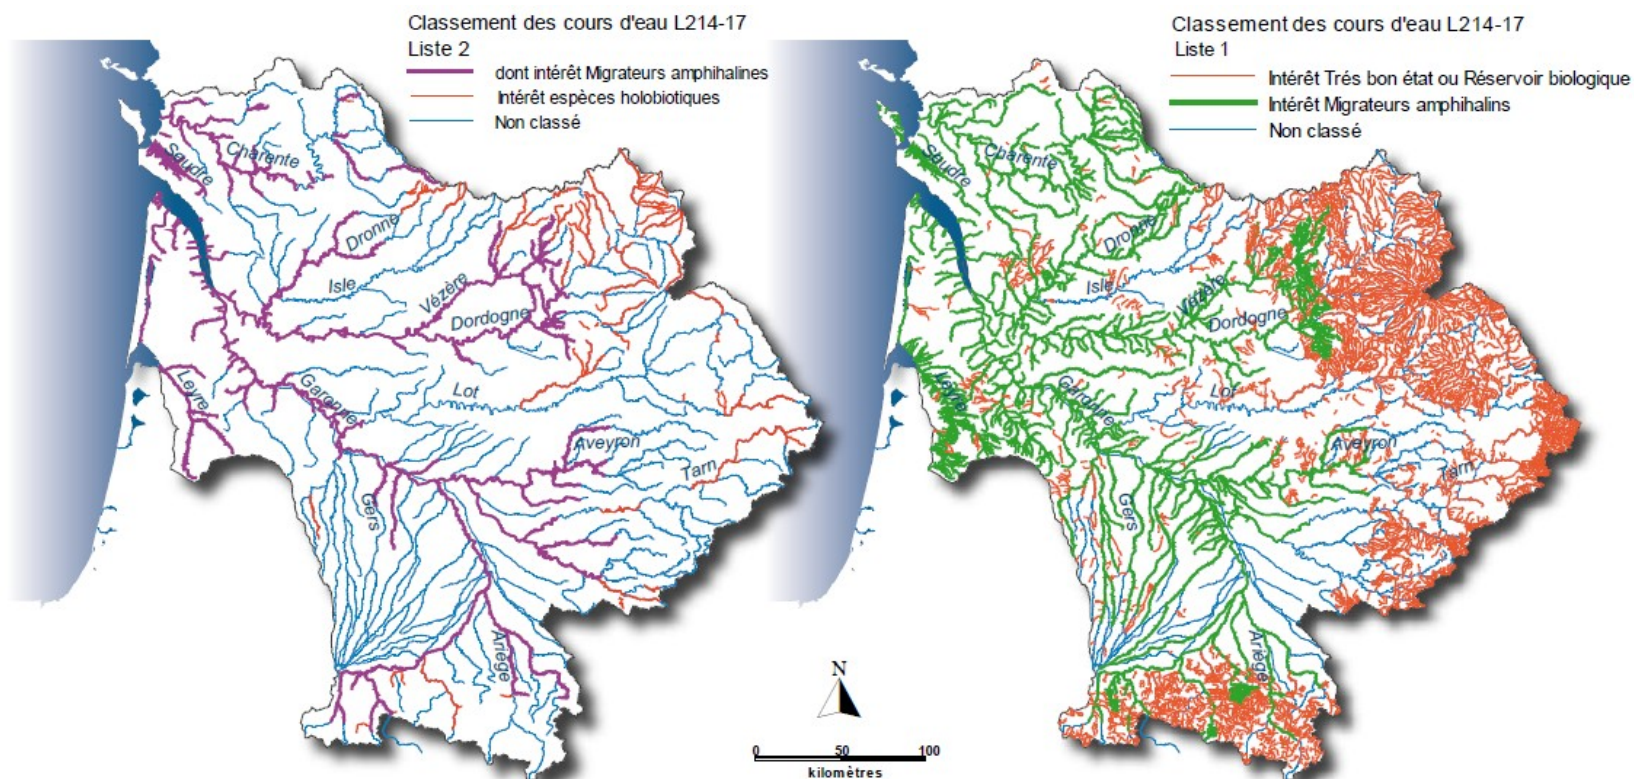 Classement des cours d'eau L214-17
Liste 2
dont intérêt Migrateurs amphihalines
Intérêt espèces holobiotiques
Non classé
Seudre
Charente
Dronne
Isle
Vézère
Dordogne
Leyre
Garonne
Lot
Aveyron
Tarn
Gers
Ariège
Classement des cours d'eau L214-17
Liste 1
Intérêt Trés bon état ou Réservoir biologique
Intérêt Migrateurs amphihalins
Non classé
Seudre
Charente
Dronne
Isle
Vézère
Dordogne
Leyre
Garonne
Lot
Aveyron
Tarn
Gers
Ariège
N
0 50 100
kilomètres